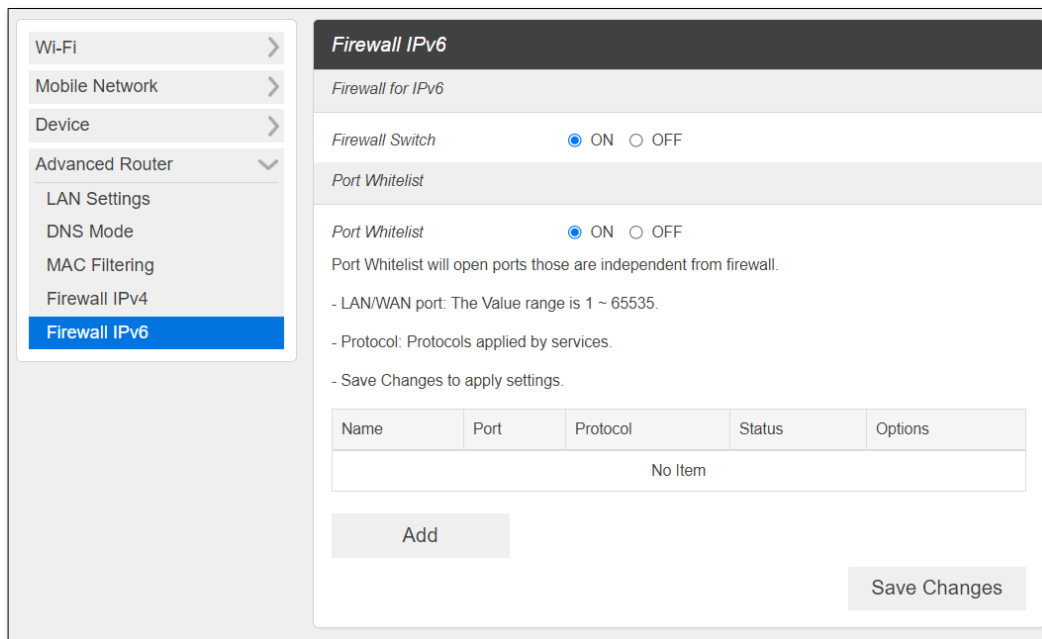 Wi-Fi
Mobile Network
Device
Advanced Router
LAN Settings
DNS Mode
MAC Filtering
Firewall IPv4
Firewall IPv6
Firewall IPv6
Firewall for IPv6
Firewall Switch ON OFF
Port Whitelist
Port Whitelist ON OFF
Port Whitelist will open ports those are independent from firewall.
- LAN/WAN port: The Value range is 1 ~ 65535.
- Protocol: Protocols applied by services.
- Save Changes to apply settings.
Name Port Protocol Status Options
No Item
Add
Save Changes